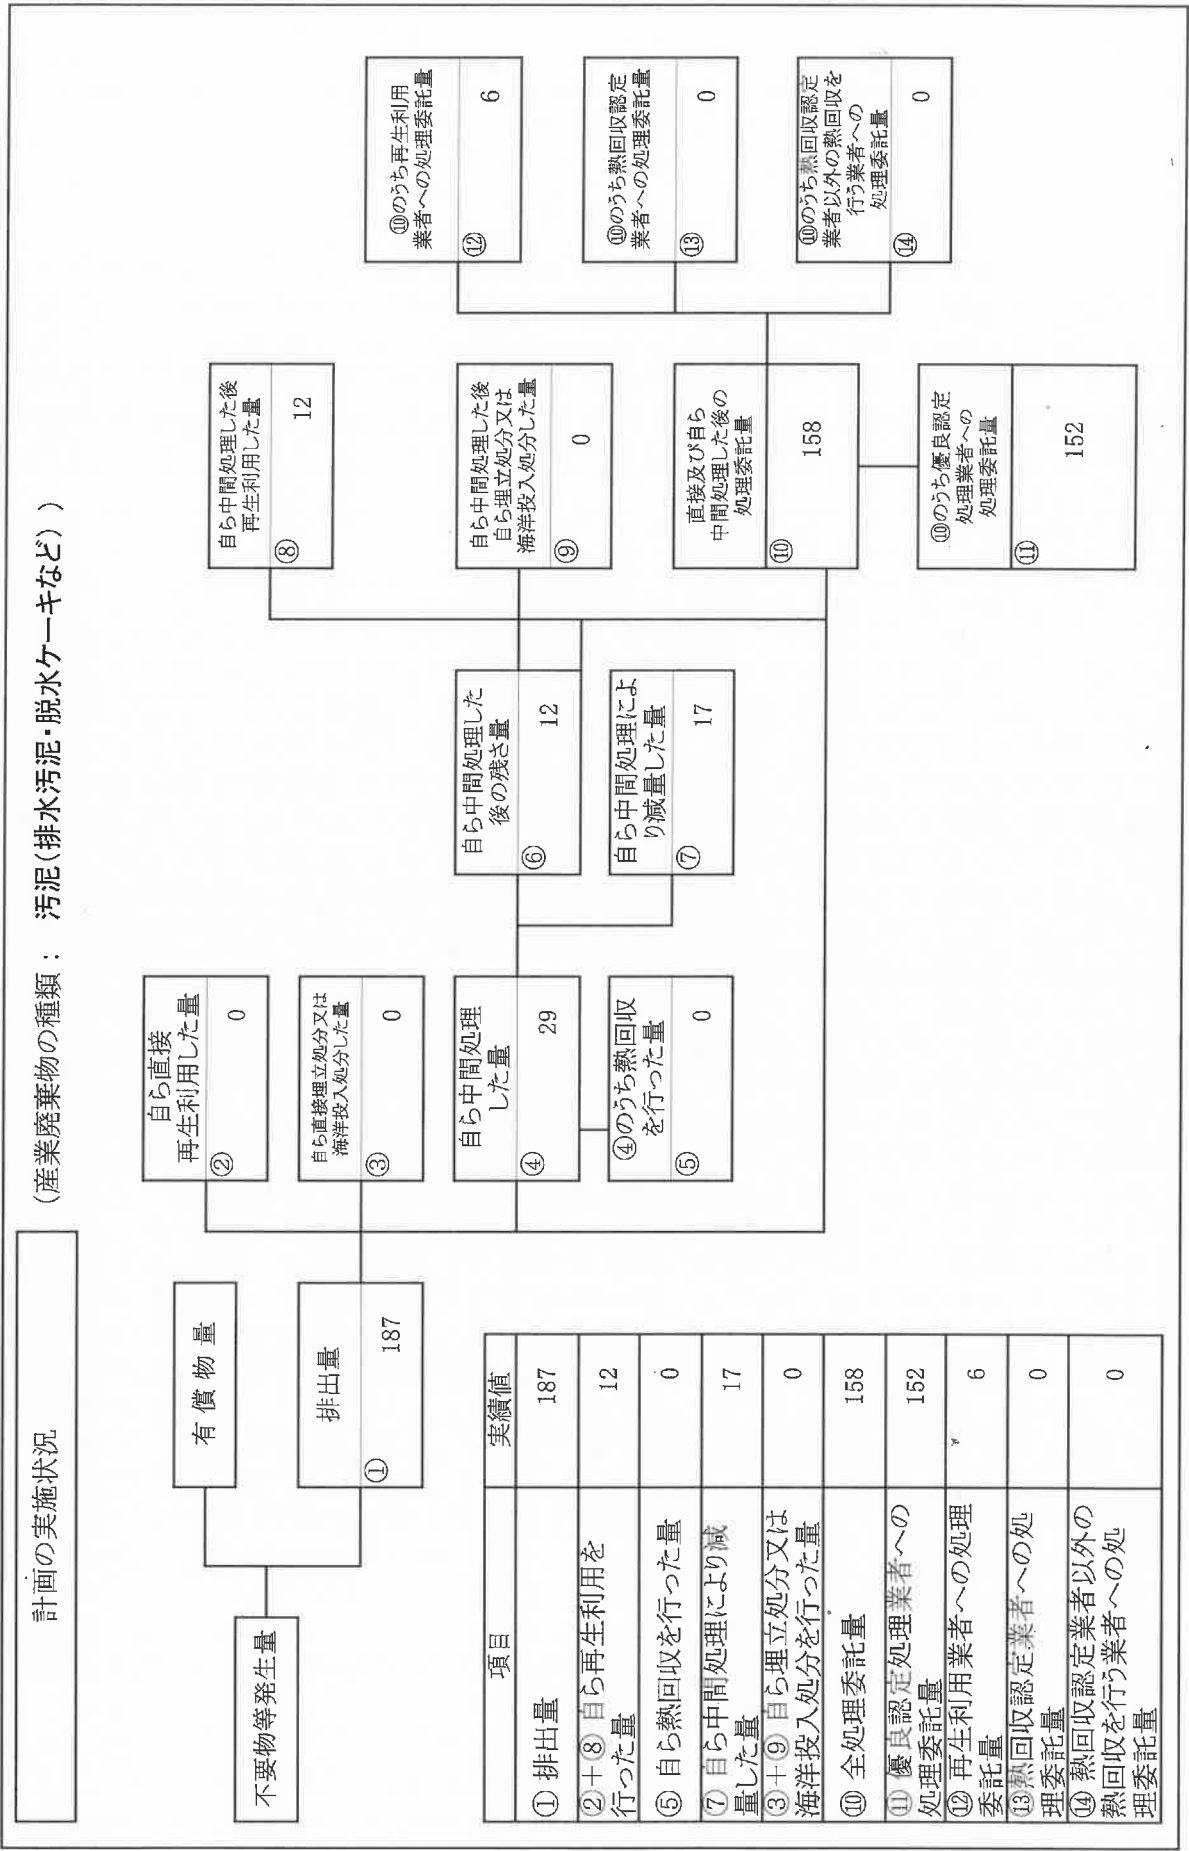 計画の実施状況
（産業廃棄物の種類： 汚泥（排水汚泥・脱水ケーキなど））
不要物等発生量
有償物量
排出量
①
187
自ら直接
再生利用した量
②
0
自ら直接埋立処分又は
海洋投入処分した量
③
0
自ら中間処理
した量
④
29
④のうち熱回収
を行った量
⑤
0
自ら中間処理した
後の残さ量
⑥
12
自ら中間処理によ
り減量した量
⑦
17
自ら中間処理した後
再生利用した量
⑧
12
自ら中間処理した後
自ら埋立処分又は
海洋投入処分した量
⑨
0
直接及び自ら
中間処理した後の
処理委託量
⑩
158
⑩のうち優良認定
処理業者への
処理委託量
⑪
152
⑩のうち再生利用
業者への処理委託量
⑫
6
⑩のうち熱回収認定
業者への処理委託量
⑬
0
⑩のうち熱回収認定
業者以外の熱回収を
行う業者への
処理委託量
⑭
0
項目 実績値
①排出量 187
②＋⑧ 自ら再生利用を
行った量 12
⑤ 自ら熱回収を行った量 0
⑦ 自ら中間処理により減
量した量 17
③＋⑨ 自ら埋立処分又は
海洋投入処分を行った量 0
⑩ 全処理委託量 158
⑪ 優良認定処理業者への
処理委託量 152
⑫ 再生利用業者への処理
委託量 6
⑬熱回収認定業者への処
理委託量 0
⑭ 熱回収認定業者以外の
熱回収を行う業者への処
理委託量 0